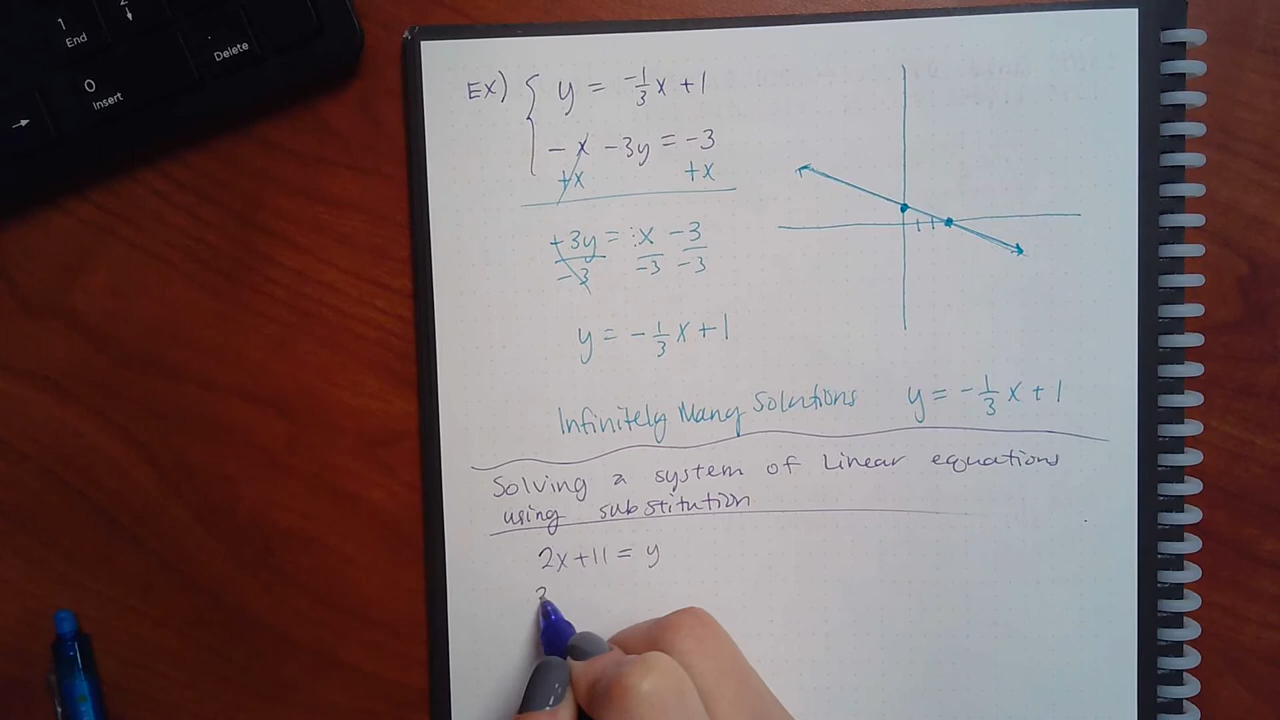 1
End
2
↓
.
Delete
0
Insert
→
EX) { y = -1/3 x + 1
- x - 3y = -3
+x +x
+3y = x - 3
-3 -3 -3
y = -1/3 x + 1
Infinitely Many Solutions y = -1/3 x + 1
Solving a system of Linear equations
using substitution
2x + 11 = y